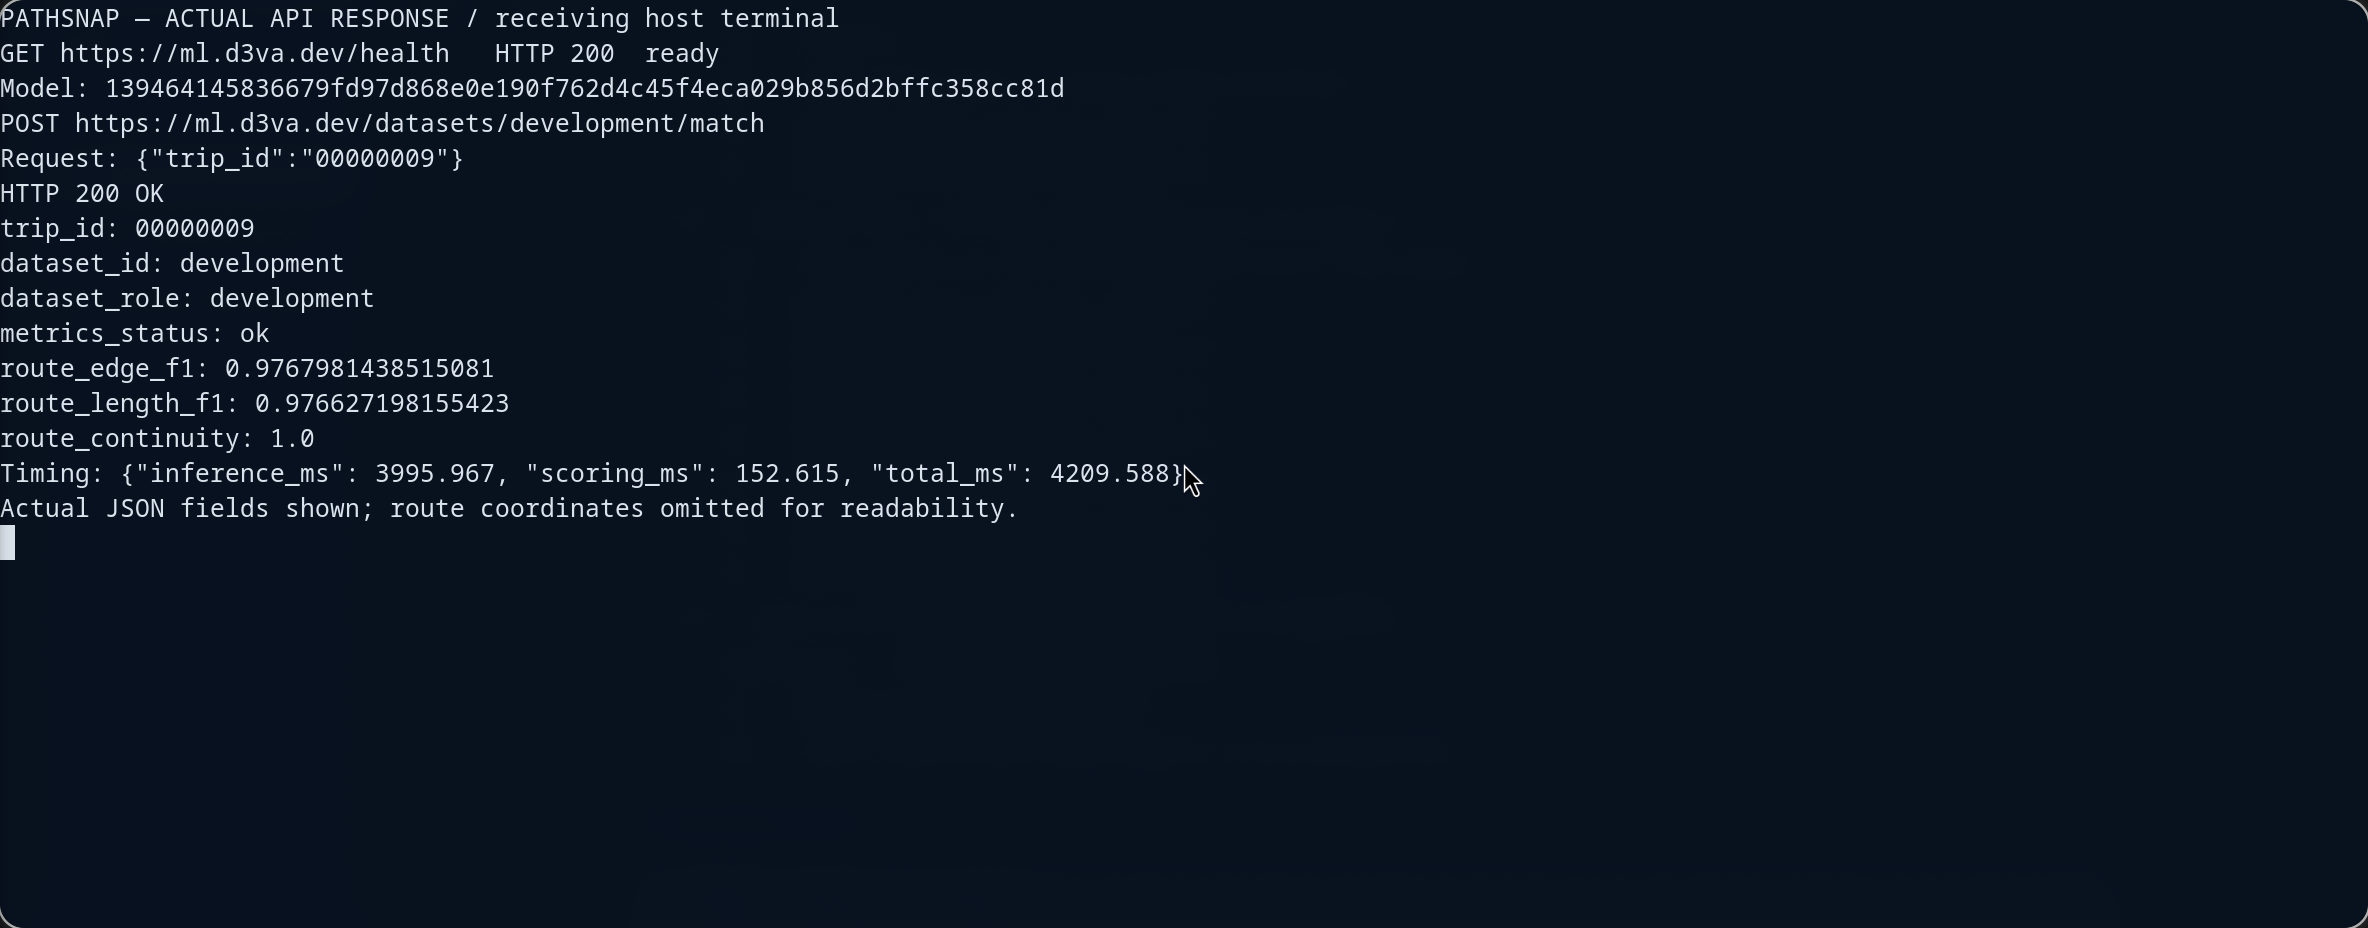 PATHSNAP — ACTUAL API RESPONSE / receiving host terminal
GET https://ml.d3va.dev/health   HTTP 200  ready
Model: 139464145836679fd97d868e0e190f762d4c45f4eca029b856d2bffc358cc81d
POST https://ml.d3va.dev/datasets/development/match
Request: {"trip_id":"00000009"}
HTTP 200 OK
trip_id: 00000009
dataset_id: development
dataset_role: development
metrics_status: ok
route_edge_f1: 0.9767981438515081
route_length_f1: 0.976627198155423
route_continuity: 1.0
Timing: {"inference_ms": 3995.967, "scoring_ms": 152.615, "total_ms": 4209.588}
Actual JSON fields shown; route coordinates omitted for readability.